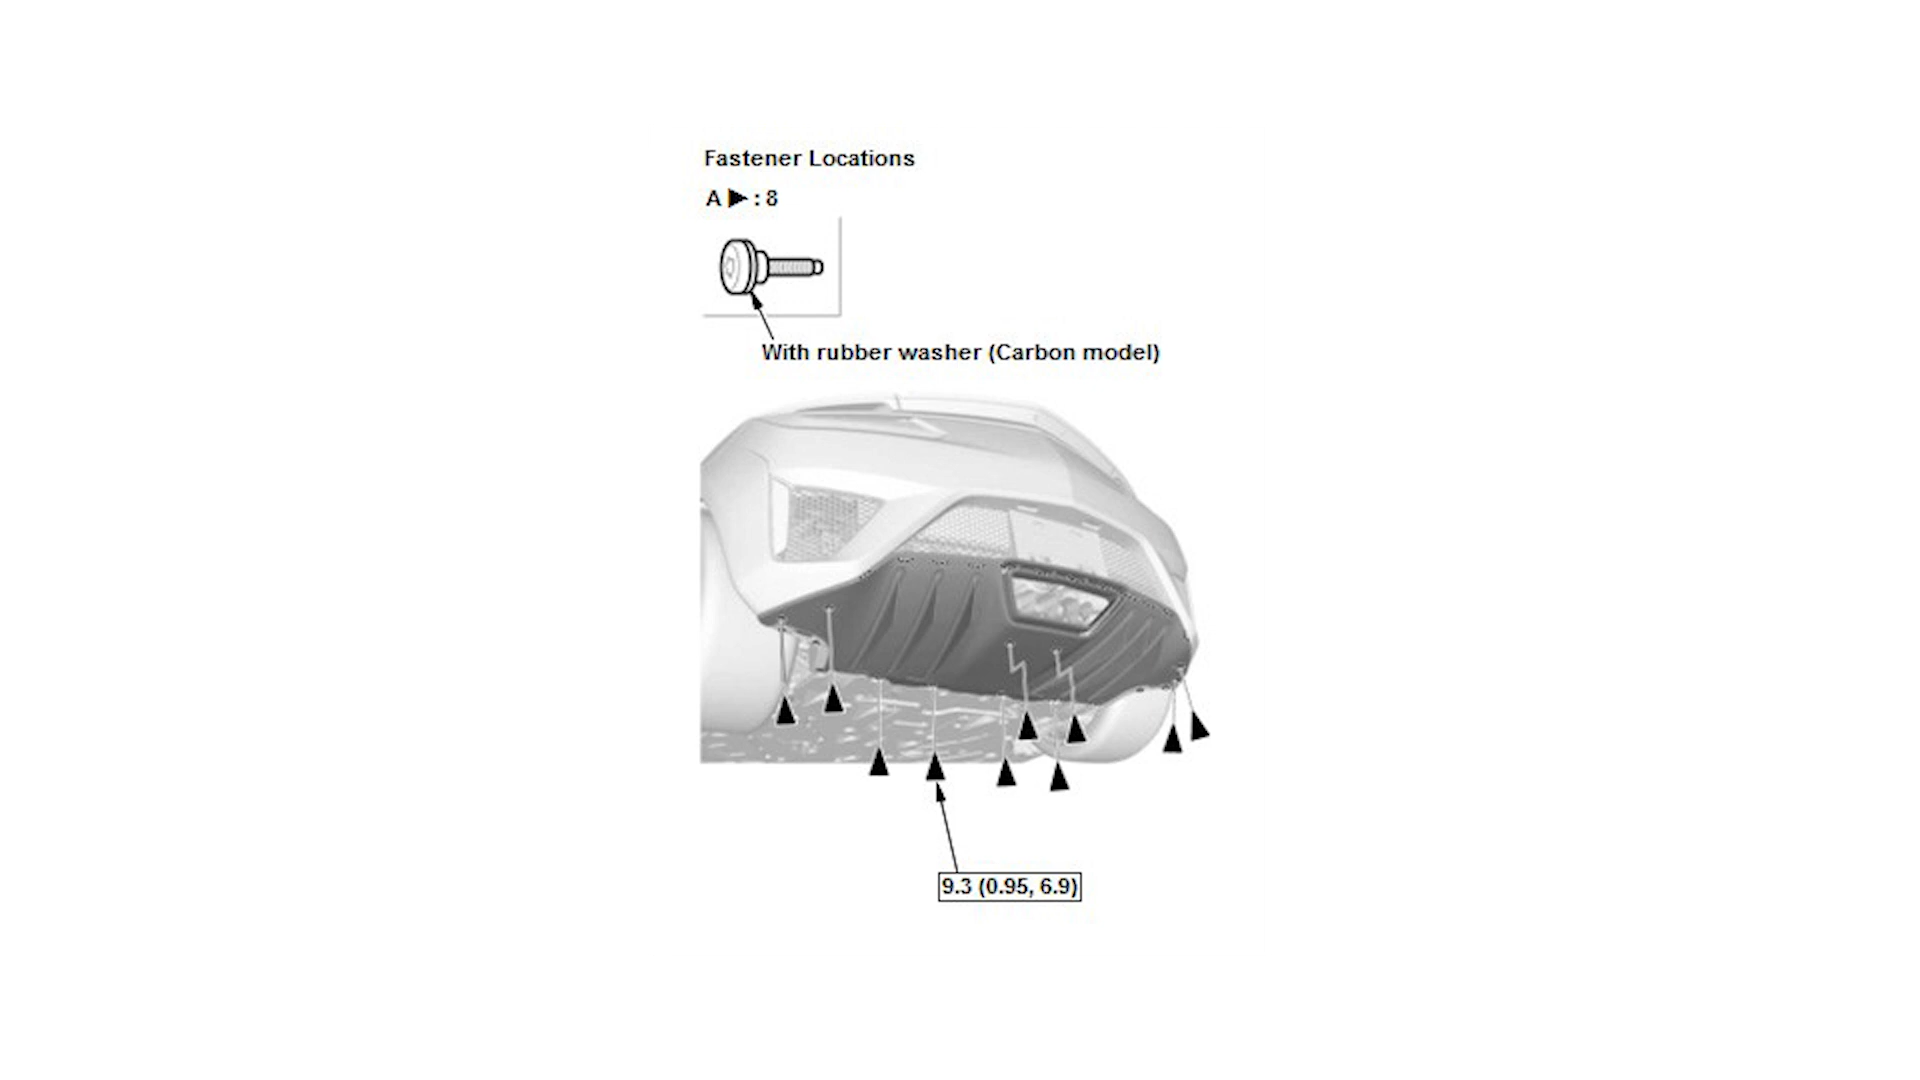 Fastener Locations
A ▶ : 8
With rubber washer (Carbon model)
9.3 (0.95, 6.9)